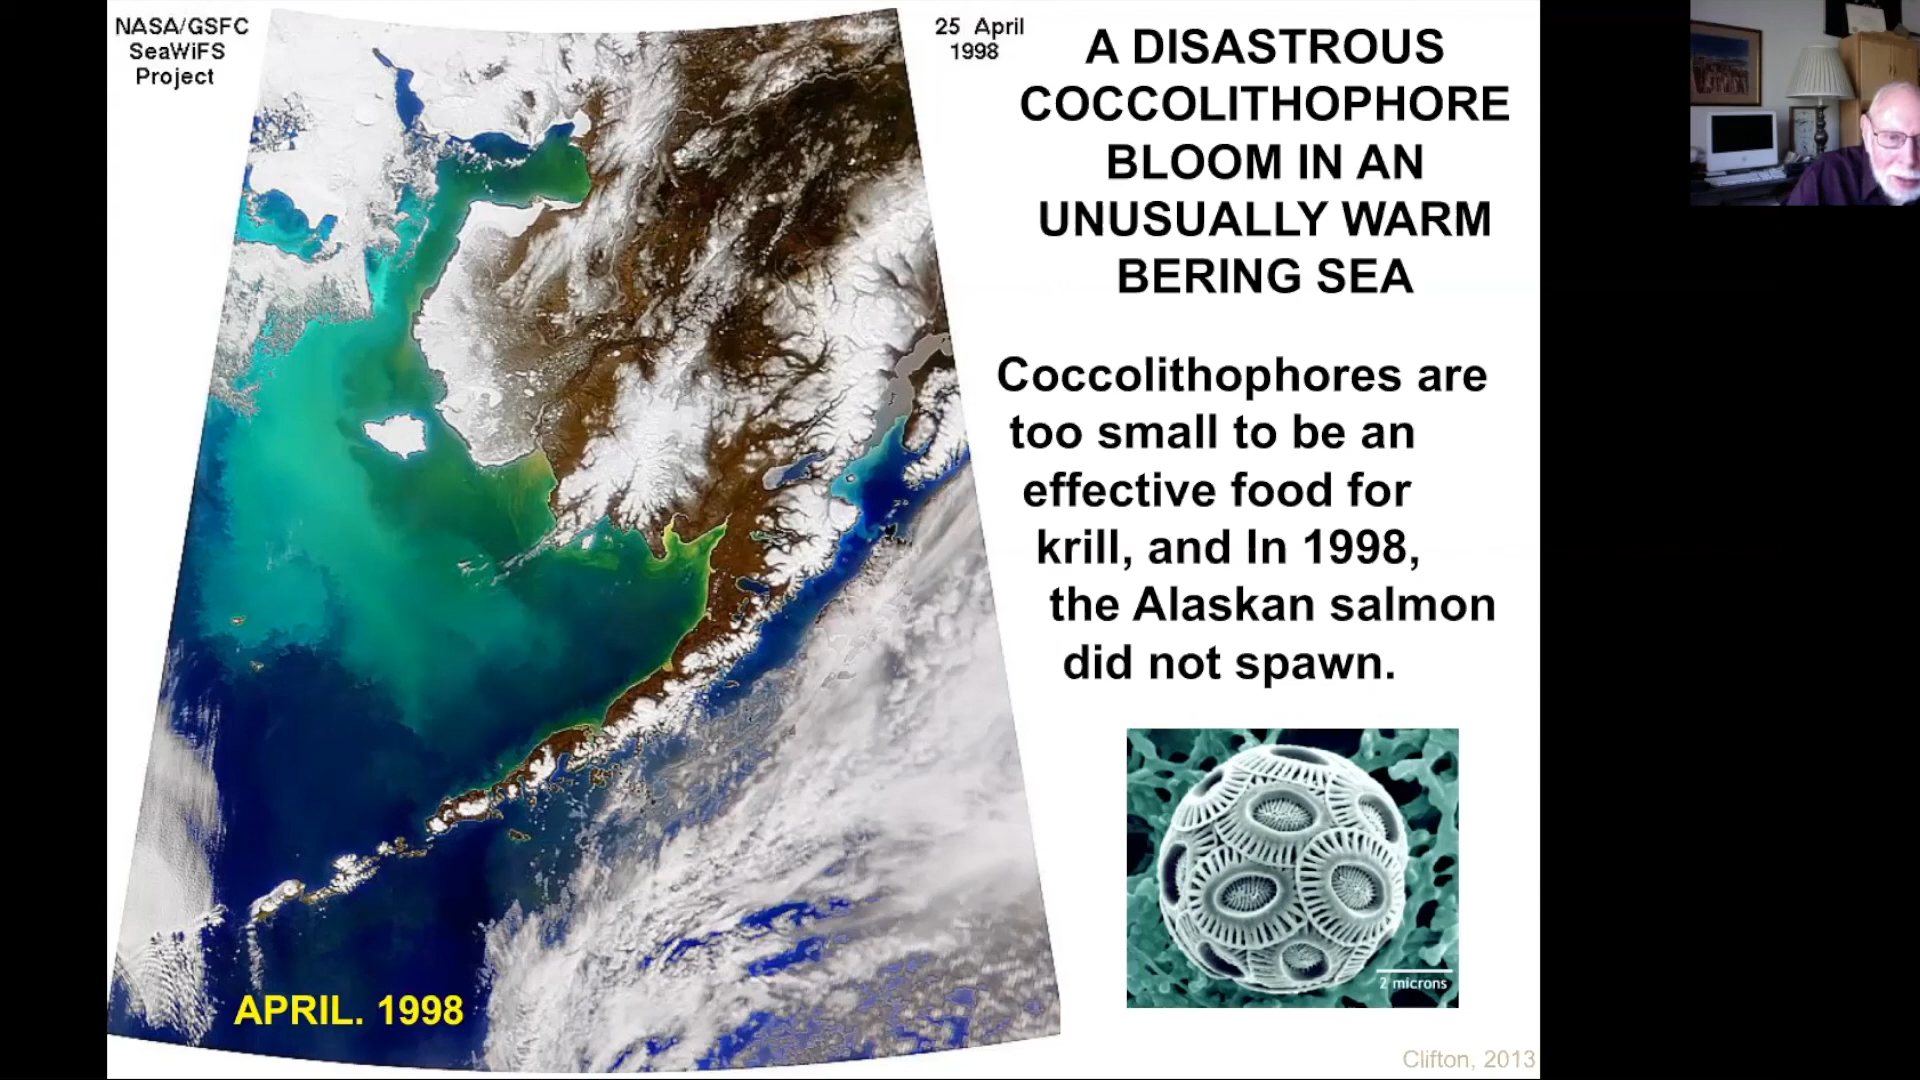 NASA/GSFC
SeaWiFS
Project
25 April
1998
A DISASTROUS
COCCOLITHOPHORE
BLOOM IN AN
UNUSUALLY WARM
BERING SEA
Coccolithophores are
too small to be an
effective food for
krill, and In 1998,
the Alaskan salmon
did not spawn.
2 microns
APRIL. 1998
Clifton, 2013